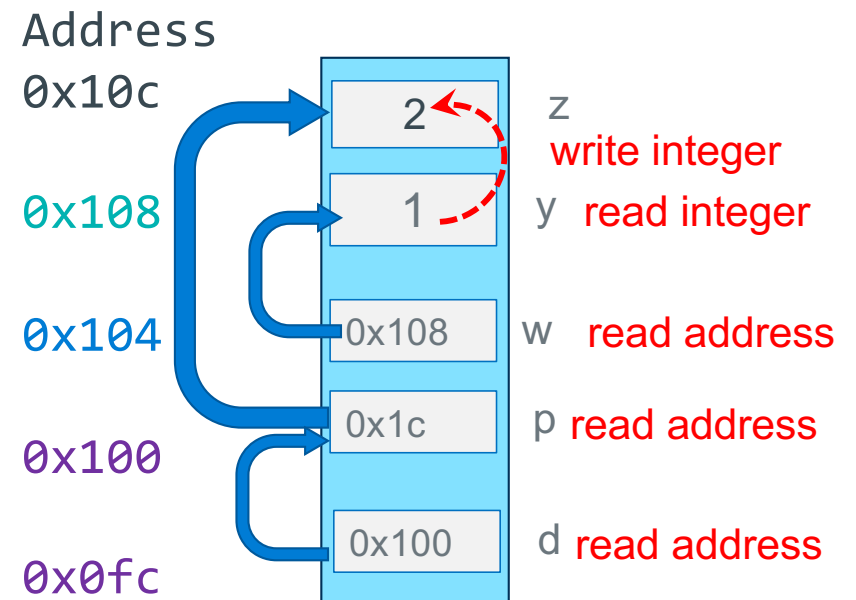 Address
0x10c
2
z
write integer
0x108
1
y read integer
0x104
0x108
w read address
0x1c
p read address
0x100
0x100
d read address
0x0fc